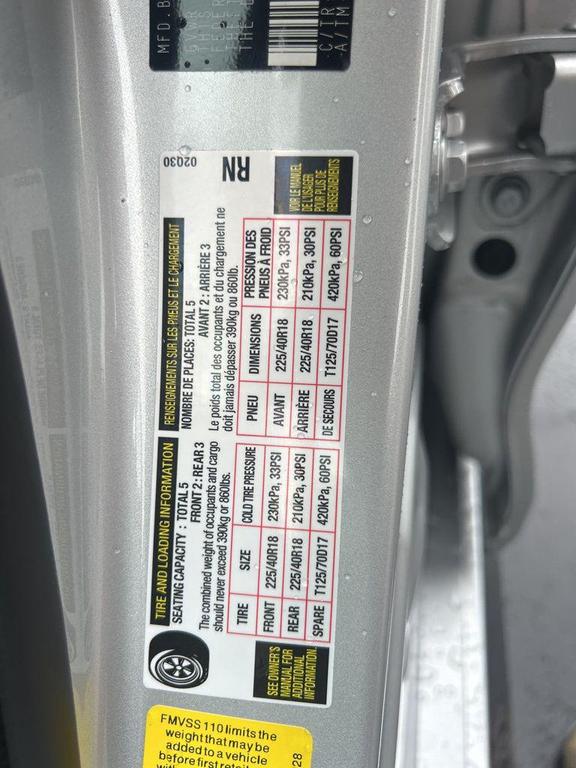 MFD. B
TIRE AND LOADING INFORMATION
SEATING CAPACITY : TOTAL 5
FRONT 2 : REAR 3
The combined weight of occupants and cargo
should never exceed 390kg or 860lbs.
TIRE SIZE COLD TIRE PRESSURE
FRONT 225/40R18 230kPa, 33PSI
REAR 225/40R18 210kPa, 30PSI
SPARE T125/70D17 420kPa, 60PSI
SEE OWNER'S
MANUAL FOR
ADDITIONAL
INFORMATION.
RENSEIGNEMENTS SUR LES PNEUS ET LE CHARGEMENT
NOMBRE DE PLACES: TOTAL 5
AVANT 2 : ARRIÈRE 3
Le poids total des occupants et du chargement ne
doit jamais dépasser 390kg ou 860lb.
PNEU DIMENSIONS PRESSION DES
PNEUS À FROID
AVANT 225/40R18 230kPa, 33PSI
ARRIÈRE 225/40R18 210kPa, 30PSI
DE SECOURS T125/70D17 420kPa, 60PSI
VOIR LE MANUEL
DE L'USAGER
POUR PLUS DE
RENSEIGNEMENTS
02Q30
RN
FMVSS 110 limits the
weight that may be
added to a vehicle
before first
28